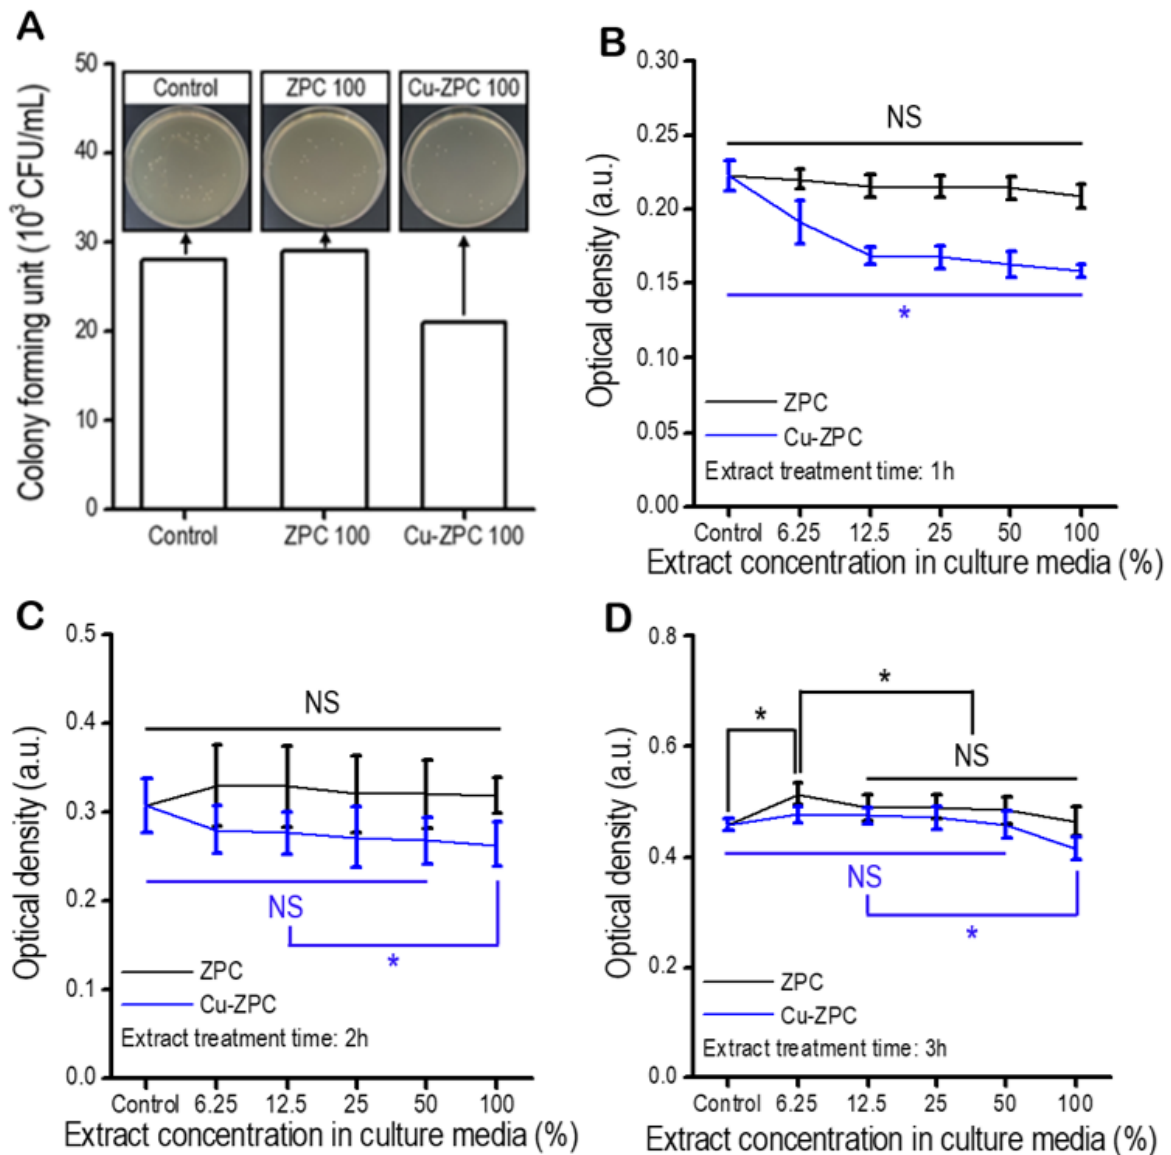 A
Colony forming unit (10³ CFU/mL)
50
40
30
20
10
0
Control
ZPC 100
Cu-ZPC 100
Control
ZPC 100
Cu-ZPC 100
B
Optical density (a.u.)
0.30
0.25
0.20
0.15
0.10
0.05
0.00
NS
*
ZPC
Cu-ZPC
Extract treatment time: 1h
Control 6.25 12.5 25 50 100
Extract concentration in culture media (%)
C
Optical density (a.u.)
0.5
0.4
0.3
0.2
0.1
0.0
NS
NS
*
ZPC
Cu-ZPC
Extract treatment time: 2h
Control 6.25 12.5 25 50 100
Extract concentration in culture media (%)
D
Optical density (a.u.)
0.8
0.6
0.4
0.2
0.0
*
*
NS
NS
*
ZPC
Cu-ZPC
Extract treatment time: 3h
Control 6.25 12.5 25 50 100
Extract concentration in culture media (%)